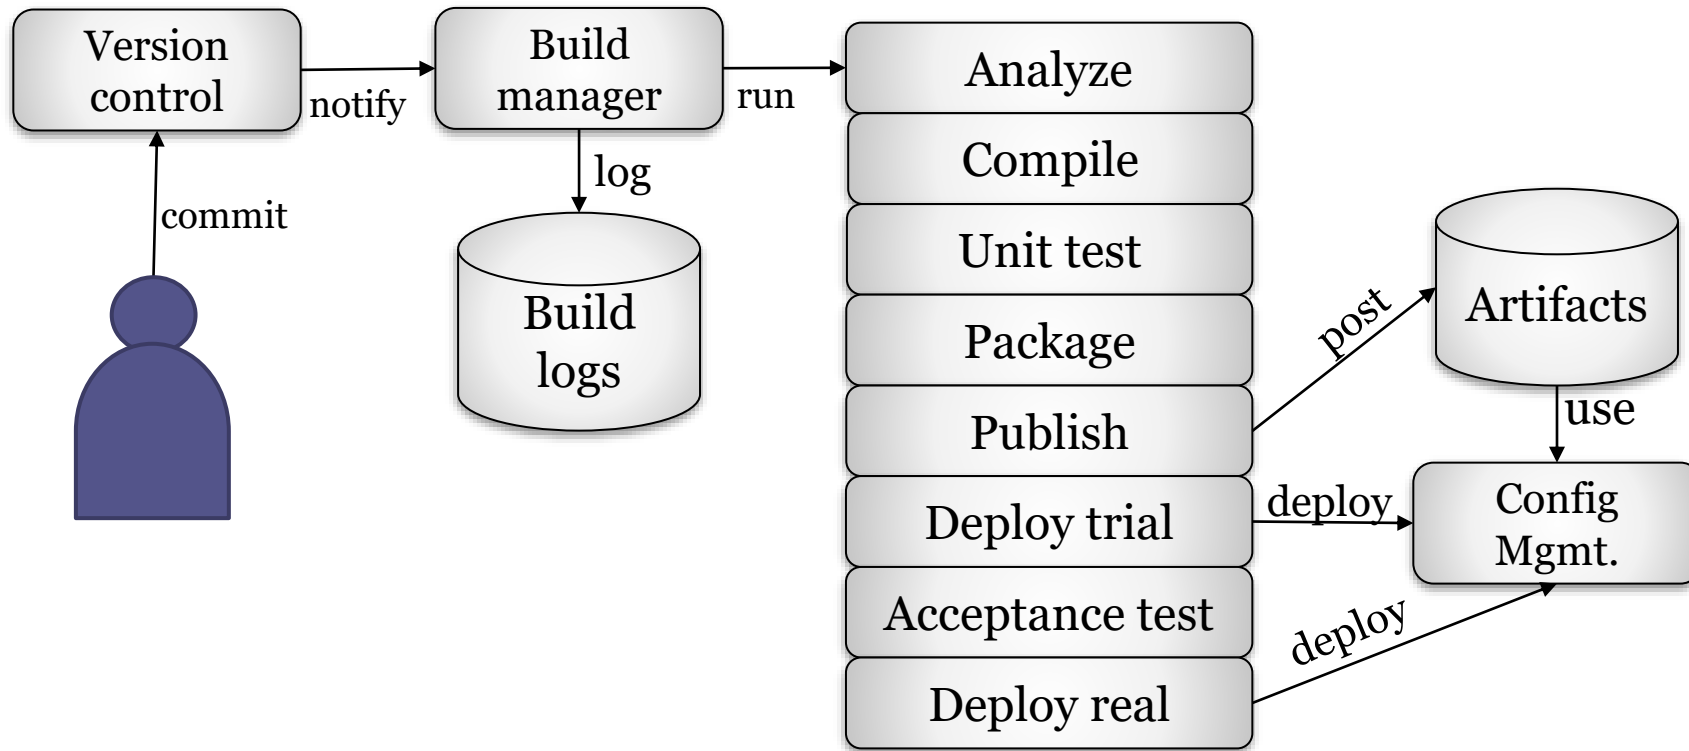 Version
control
notify
commit
Build
manager
run
log
Build
logs
Analyze
Compile
Unit test
Package
Publish
Deploy trial
Acceptance test
Deploy real
post
Artifacts
use
deploy
Config
Mgmt.
deploy